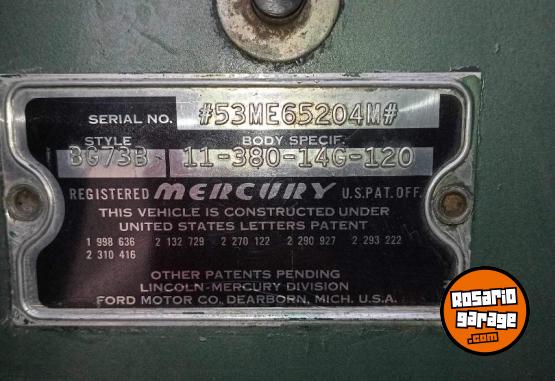 SERIAL NO. #53ME65204M#
STYLE BODY SPECIF.
BG73B 11-380-14G-120
REGISTERED MERCURY U.S.PAT.OFF.
THIS VEHICLE IS CONSTRUCTED UNDER
UNITED STATES LETTERS PATENT
1 998 636 2 132 729 2 270 122 2 290 927 2 293 222
2 310 416
OTHER PATENTS PENDING
LINCOLN-MERCURY DIVISION
FORD MOTOR CO. DEARBORN, MICH. U.S.A.
Rosario
garage
.com